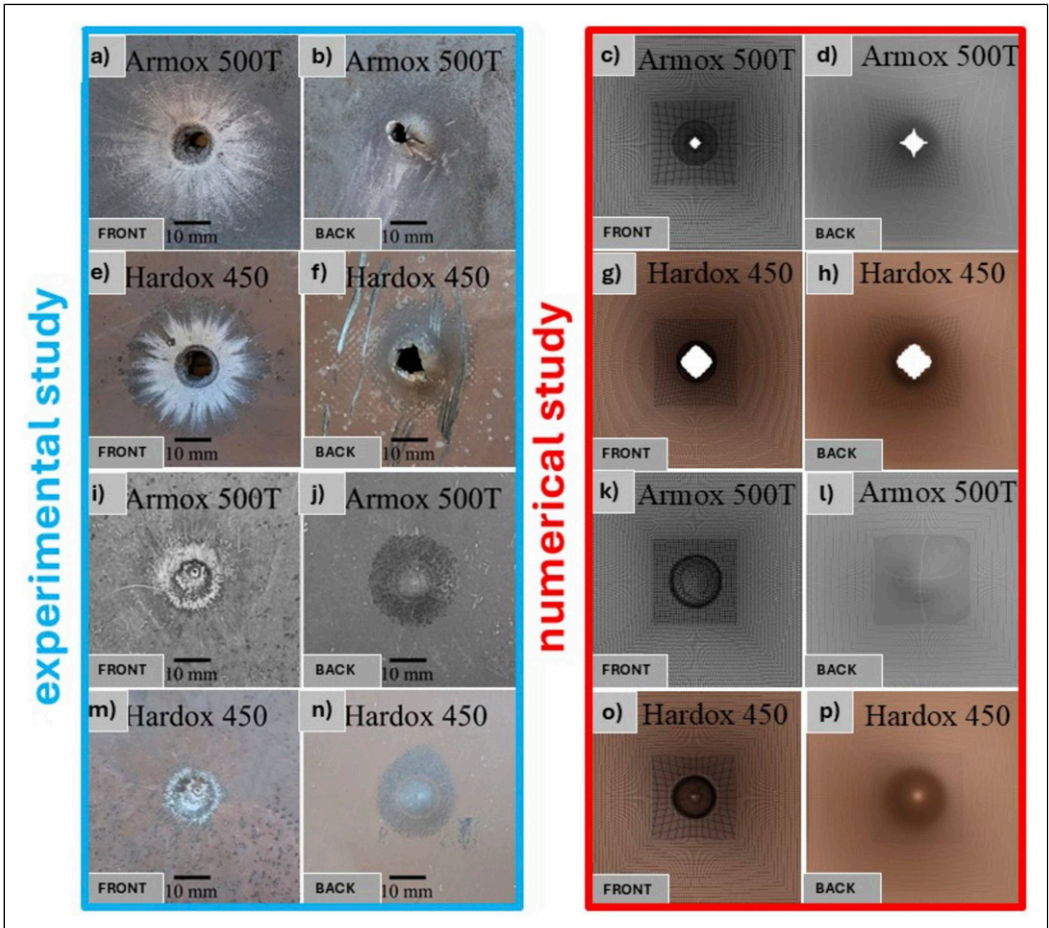 experimental study
a) Armox 500T
FRONT 10 mm
b) Armox 500T
BACK 10 mm
e) Hardox 450
FRONT 10 mm
f) Hardox 450
BACK 10 mm
i) Armox 500T
FRONT 10 mm
j) Armox 500T
BACK 10 mm
m) Hardox 450
FRONT 10 mm
n) Hardox 450
BACK 10 mm
numerical study
c) Armox 500T
FRONT
d) Armox 500T
BACK
g) Hardox 450
FRONT
h) Hardox 450
BACK
k) Armox 500T
FRONT
l) Armox 500T
BACK
o) Hardox 450
FRONT
p) Hardox 450
BACK